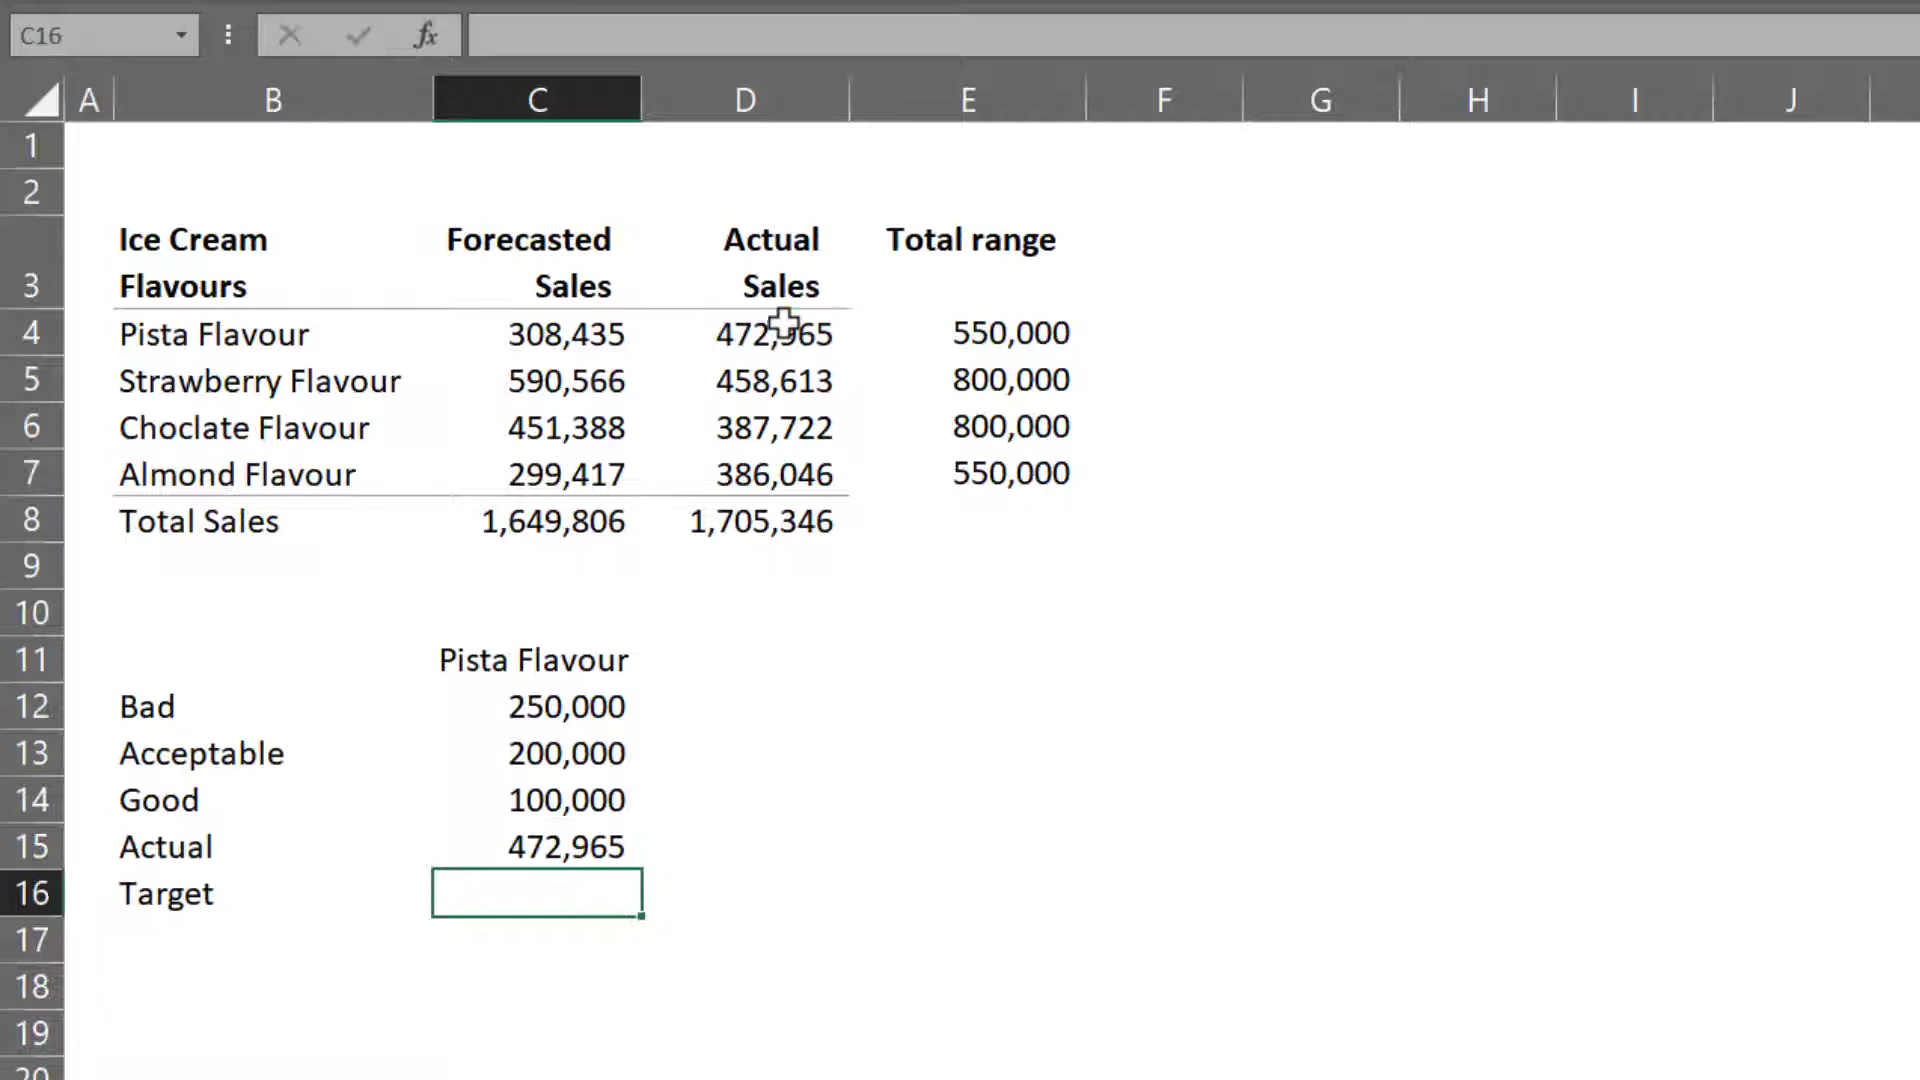 C16 fx
A B C D E F G H I J
1
2
Ice Cream Forecasted Actual Total range
3 Flavours Sales Sales
4 Pista Flavour 308,435 472,965 550,000
5 Strawberry Flavour 590,566 458,613 800,000
6 Choclate Flavour 451,388 387,722 800,000
7 Almond Flavour 299,417 386,046 550,000
8 Total Sales 1,649,806 1,705,346
9
10
11 Pista Flavour
12 Bad 250,000
13 Acceptable 200,000
14 Good 100,000
15 Actual 472,965
16 Target
17
18
19
20